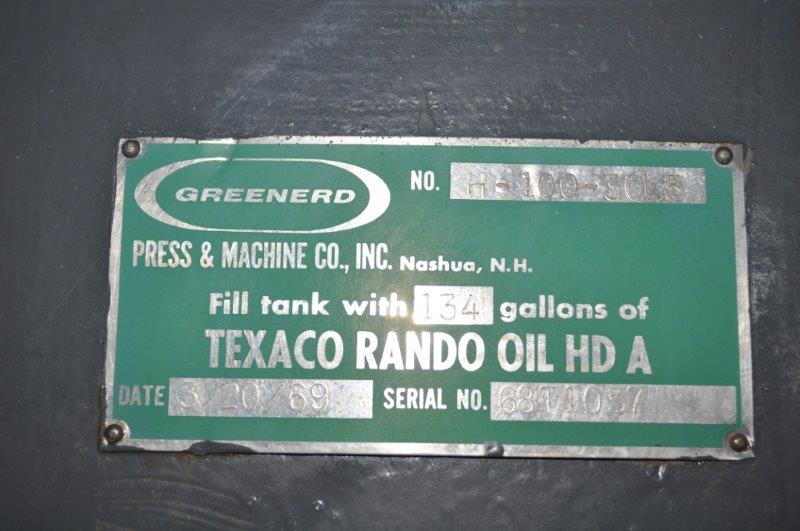 GREENERD
NO. H-100-
PRESS & MACHINE CO., INC. Nashua, N.H.
Fill tank with 134 gallons of
TEXACO RANDO OIL HD A
DATE 3/20/69 SERIAL NO.